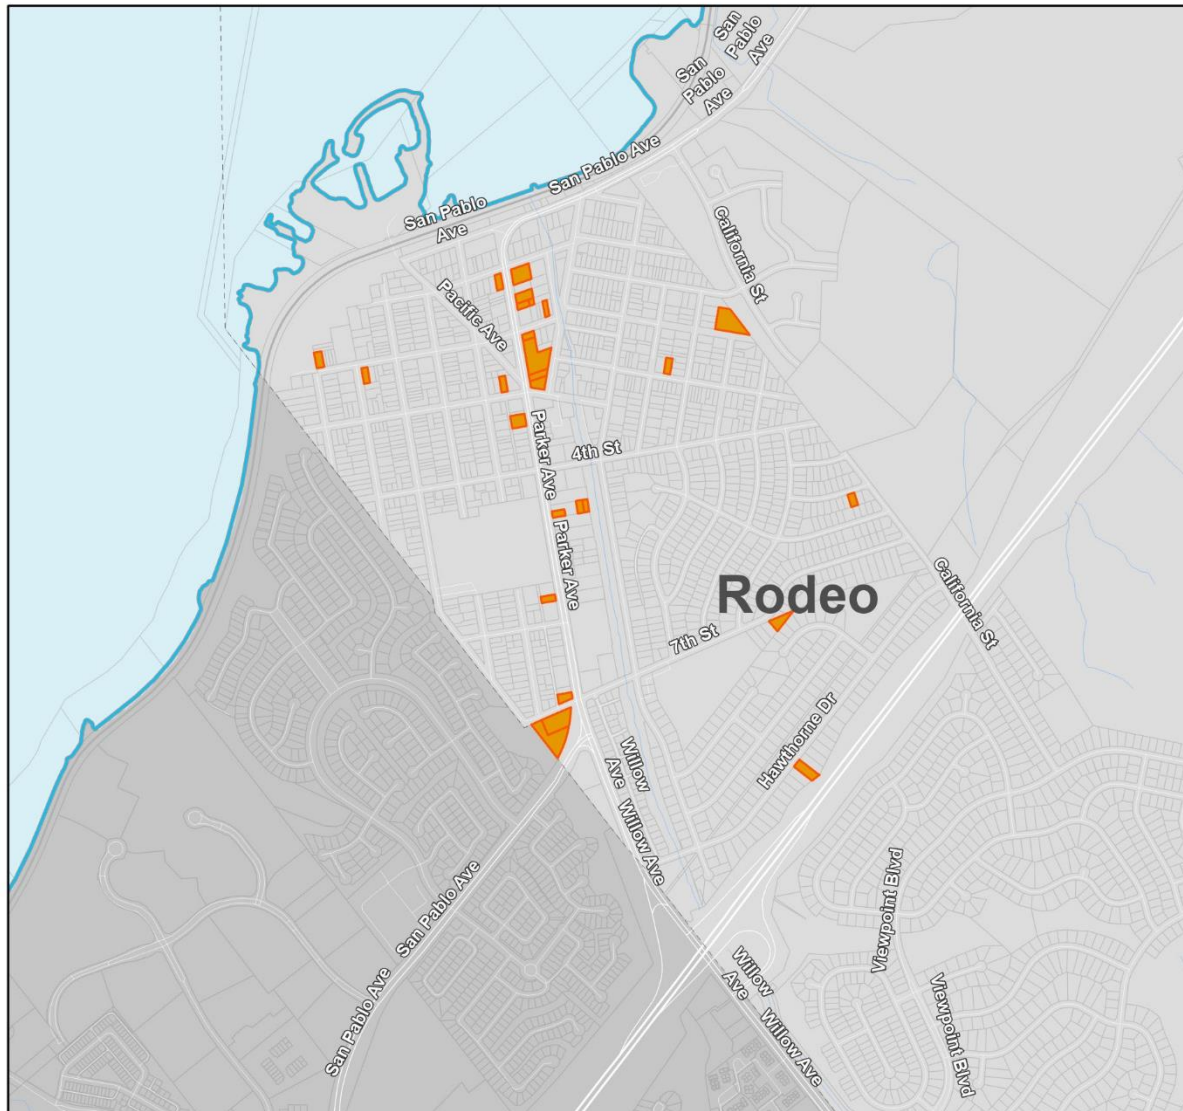 San
Pablo
Ave
San
Pablo
Ave
San Pablo Ave
San Pablo
Ave
California St
Pacific Ave
Parker Ave
4th St
Parker Ave
Rodeo
California St
7th St
Hawthorne Dr
Willow
Ave
Willow Ave
San Pablo Ave
Viewpoint Blvd
San Pablo Ave
Willow
Ave
Viewpoint Blvd
Willow Ave